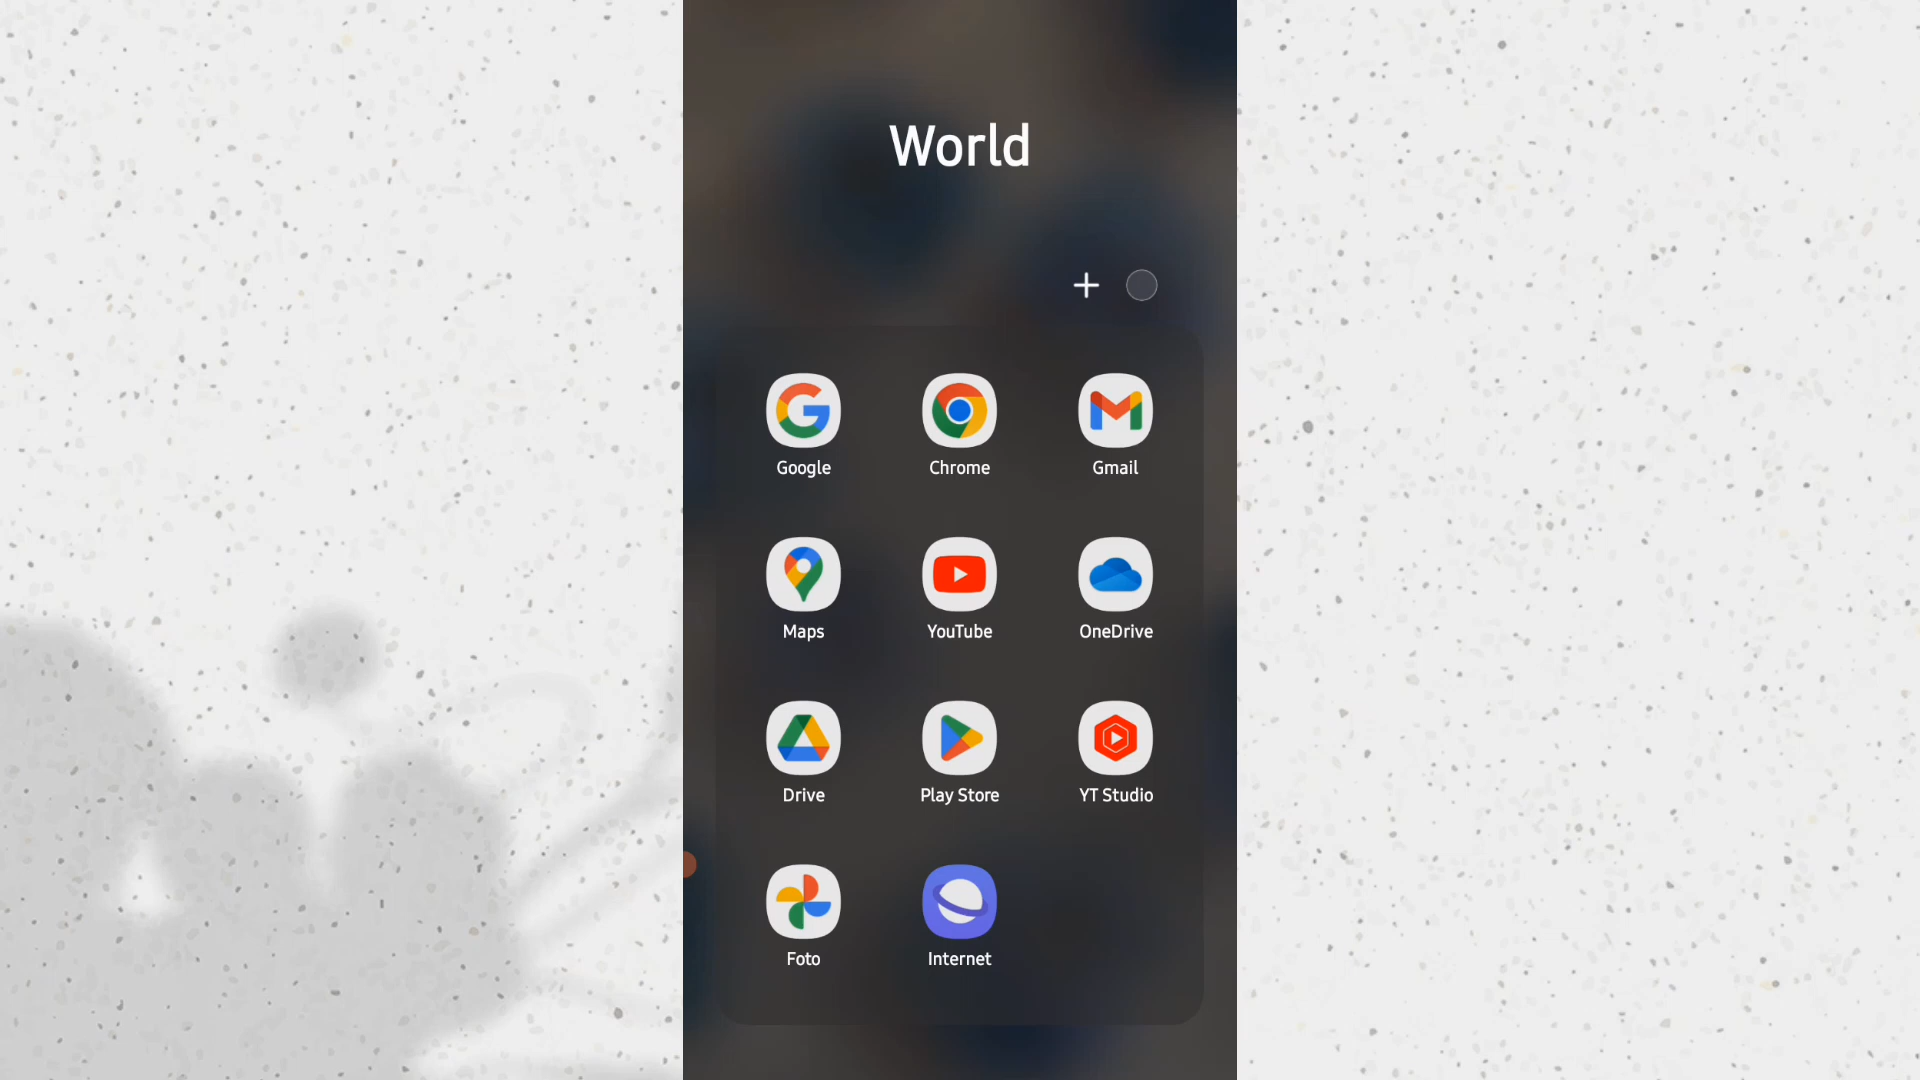 World
Google
Chrome
Gmail
Maps
YouTube
OneDrive
Drive
Play Store
YT Studio
Foto
Internet